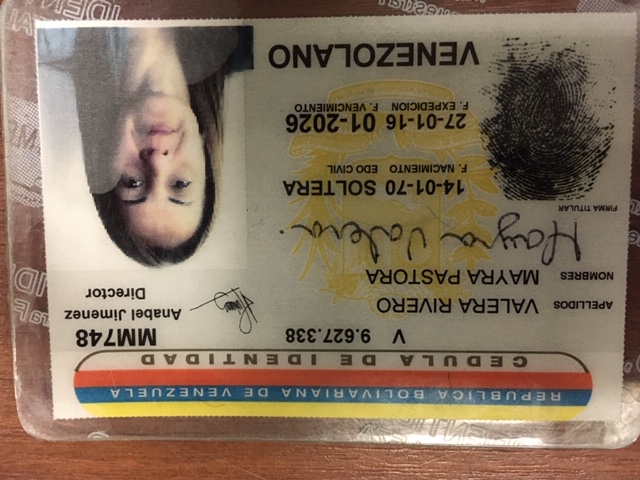 REPUBLICA BOLIVARIANA DE VENEZUELA
CEDULA DE IDENTIDAD
V 9.627.338
MM748
Anabel Jimenez
Director
APELLIDOS VALERA RIVERO
NOMBRES MAYRA PASTORA
Mayra Valera.
FIRMA TITULAR
14-01-70 SOLTERA
F. NACIMIENTO EDO CIVIL
27-01-16 01-2026
F. EXPEDICION F. VENCIMIENTO
VENEZOLANO